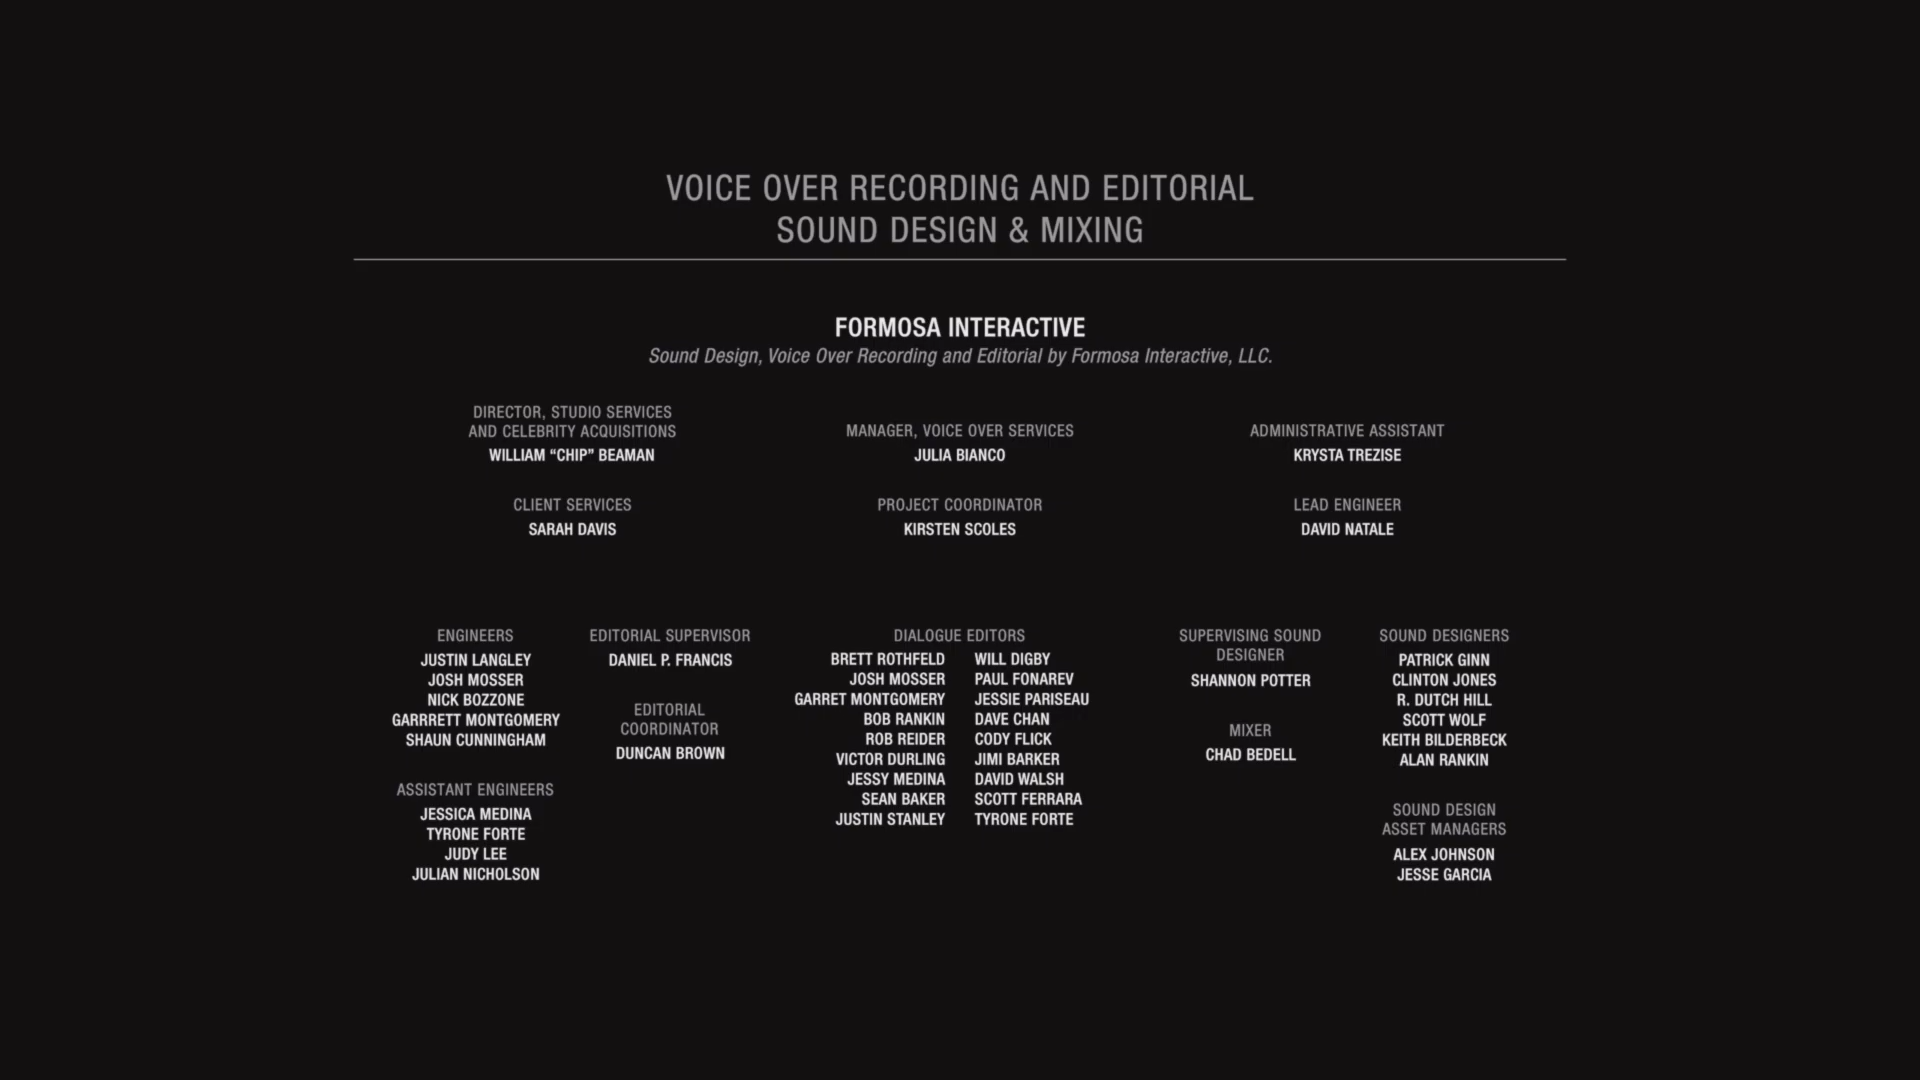 VOICE OVER RECORDING AND EDITORIAL
SOUND DESIGN & MIXING
FORMOSA INTERACTIVE
Sound Design, Voice Over Recording and Editorial by Formosa Interactive, LLC.
DIRECTOR, STUDIO SERVICES
AND CELEBRITY ACQUISITIONS
WILLIAM “CHIP” BEAMAN
MANAGER, VOICE OVER SERVICES
JULIA BIANCO
ADMINISTRATIVE ASSISTANT
KRYSTA TREZISE
CLIENT SERVICES
SARAH DAVIS
PROJECT COORDINATOR
KIRSTEN SCOLES
LEAD ENGINEER
DAVID NATALE
ENGINEERS
JUSTIN LANGLEY
JOSH MOSSER
NICK BOZZONE
GARRRETT MONTGOMERY
SHAUN CUNNINGHAM
ASSISTANT ENGINEERS
JESSICA MEDINA
TYRONE FORTE
JUDY LEE
JULIAN NICHOLSON
EDITORIAL SUPERVISOR
DANIEL P. FRANCIS
EDITORIAL
COORDINATOR
DUNCAN BROWN
DIALOGUE EDITORS
BRETT ROTHFELD WILL DIGBY
JOSH MOSSER PAUL FONAREV
GARRET MONTGOMERY JESSIE PARISEAU
BOB RANKIN DAVE CHAN
ROB REIDER CODY FLICK
VICTOR DURLING JIMI BARKER
JESSY MEDINA DAVID WALSH
SEAN BAKER SCOTT FERRARA
JUSTIN STANLEY TYRONE FORTE
SUPERVISING SOUND
DESIGNER
SHANNON POTTER
MIXER
CHAD BEDELL
SOUND DESIGNERS
PATRICK GINN
CLINTON JONES
R. DUTCH HILL
SCOTT WOLF
KEITH BILDERBECK
ALAN RANKIN
SOUND DESIGN
ASSET MANAGERS
ALEX JOHNSON
JESSE GARCIA